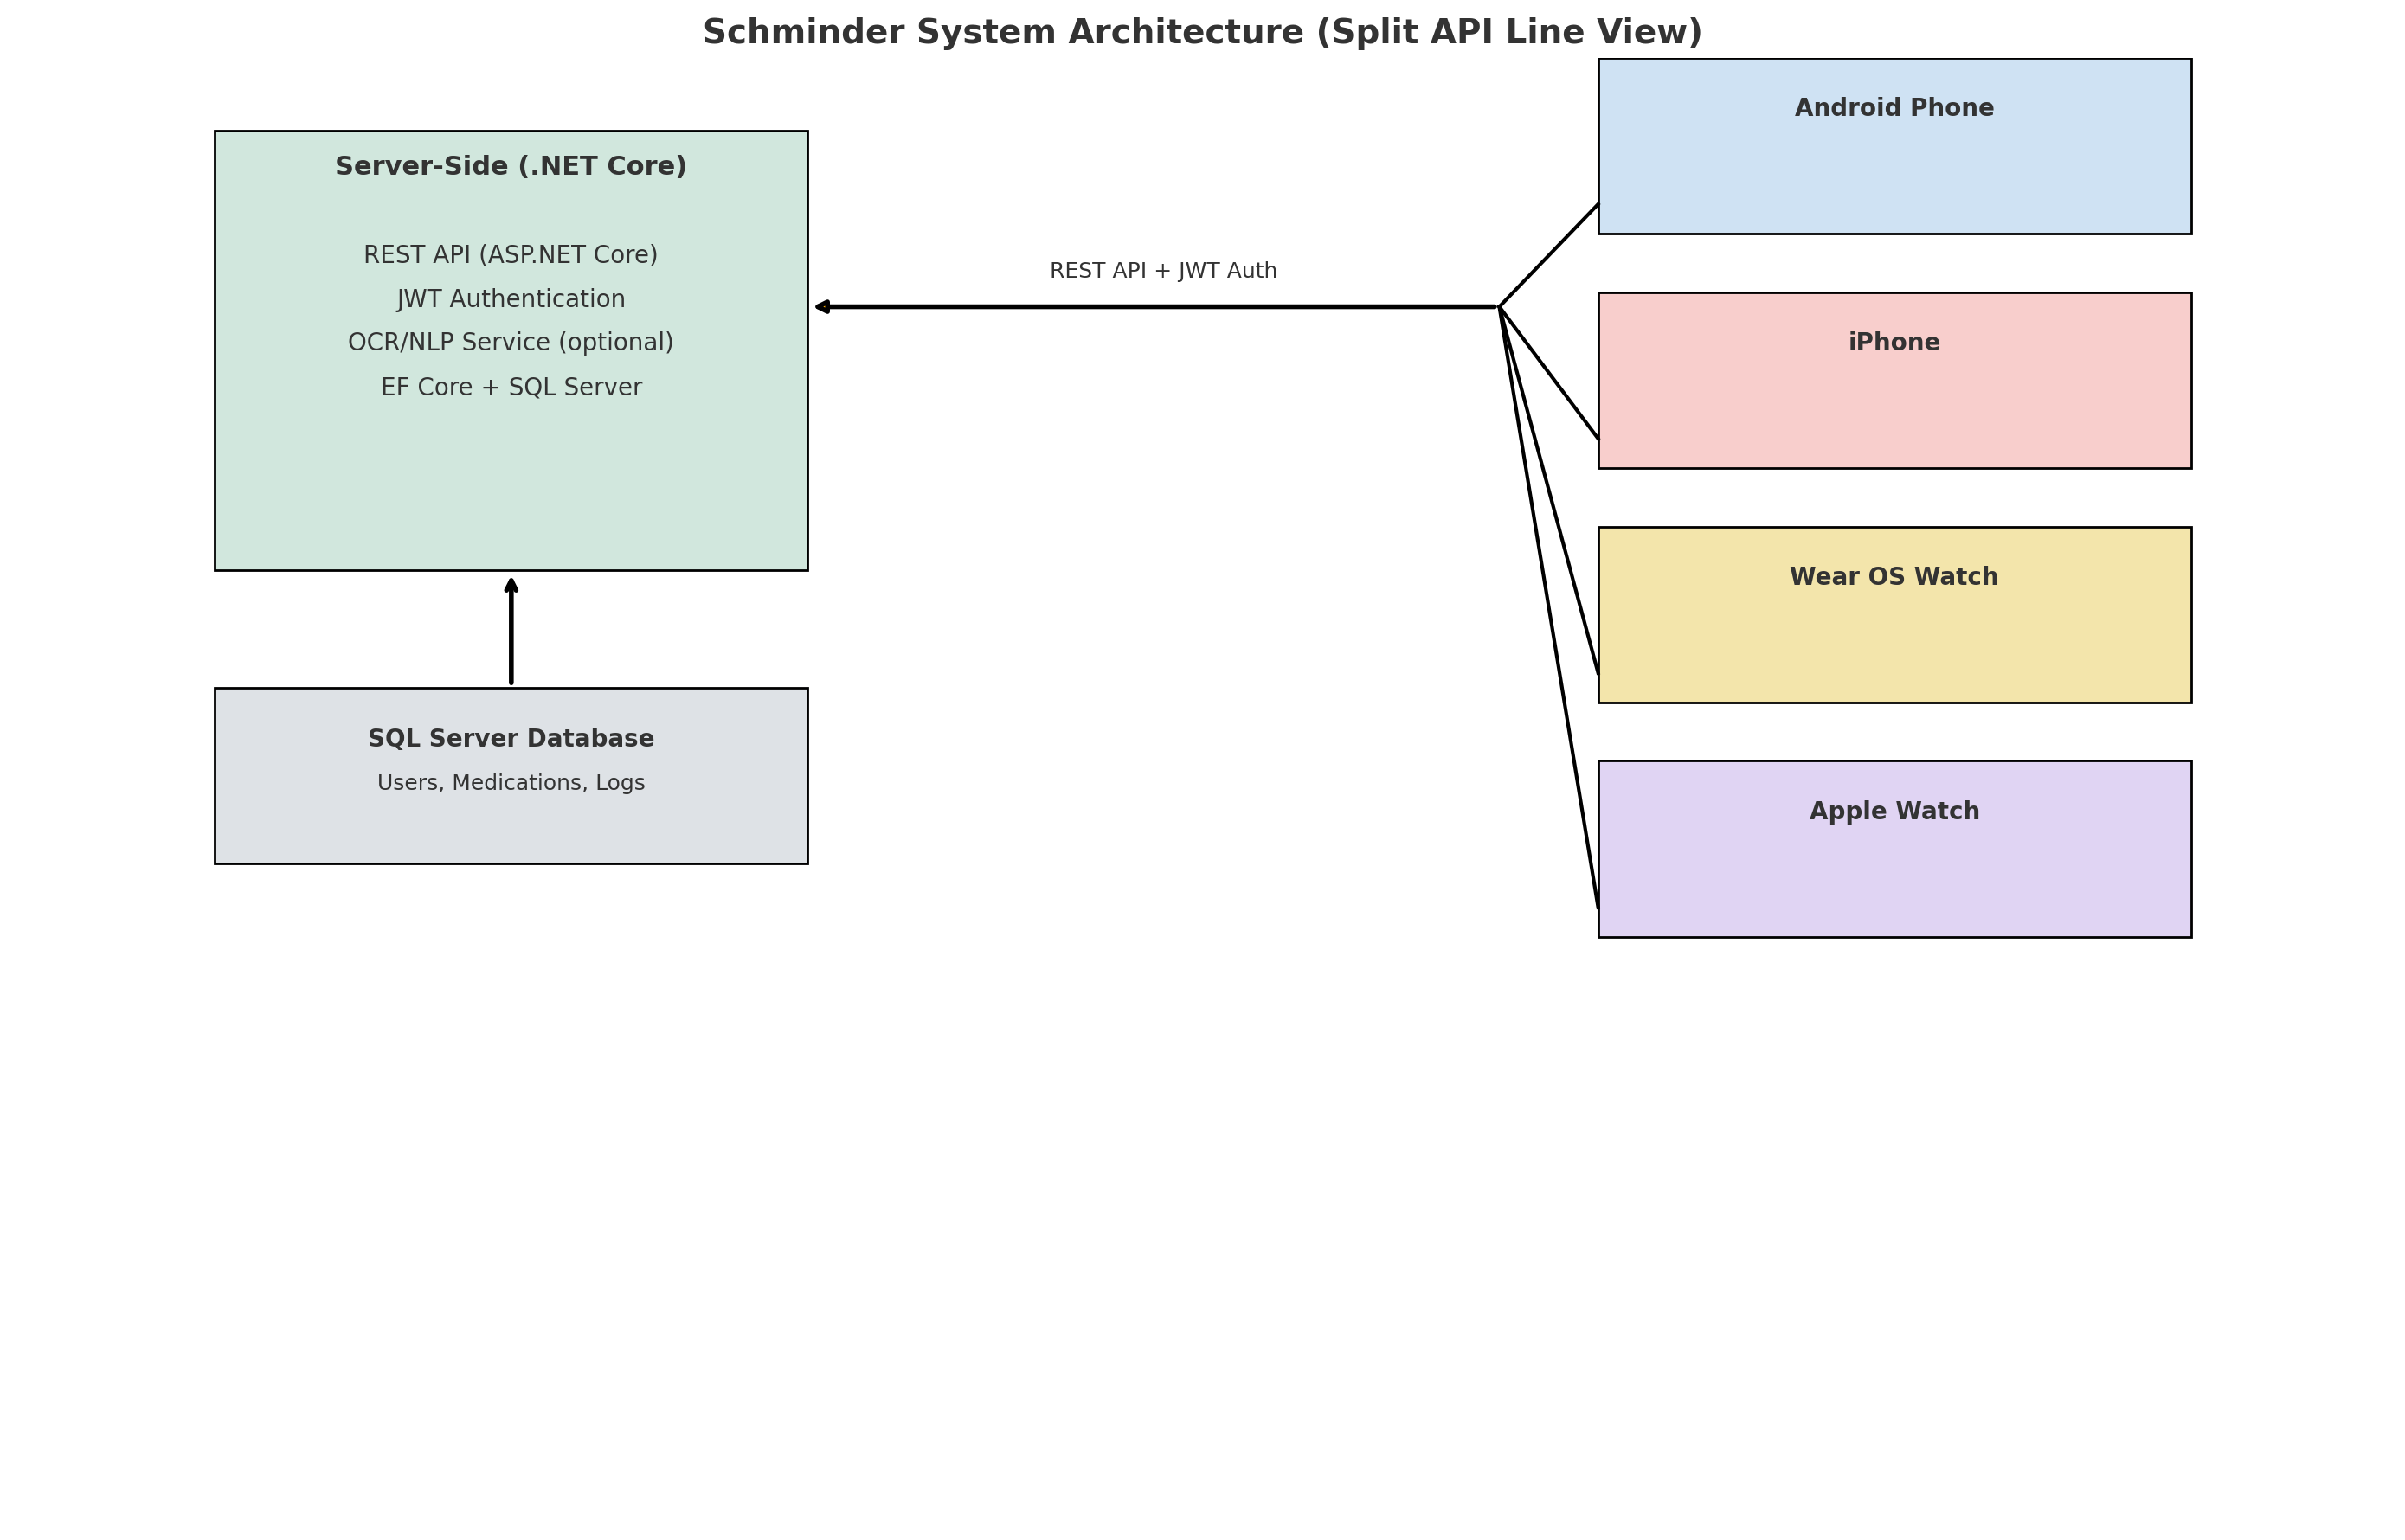 Schminder System Architecture (Split API Line View)
Server-Side (.NET Core)
REST API (ASP.NET Core)
JWT Authentication
OCR/NLP Service (optional)
EF Core + SQL Server
SQL Server Database
Users, Medications, Logs
REST API + JWT Auth
Android Phone
iPhone
Wear OS Watch
Apple Watch